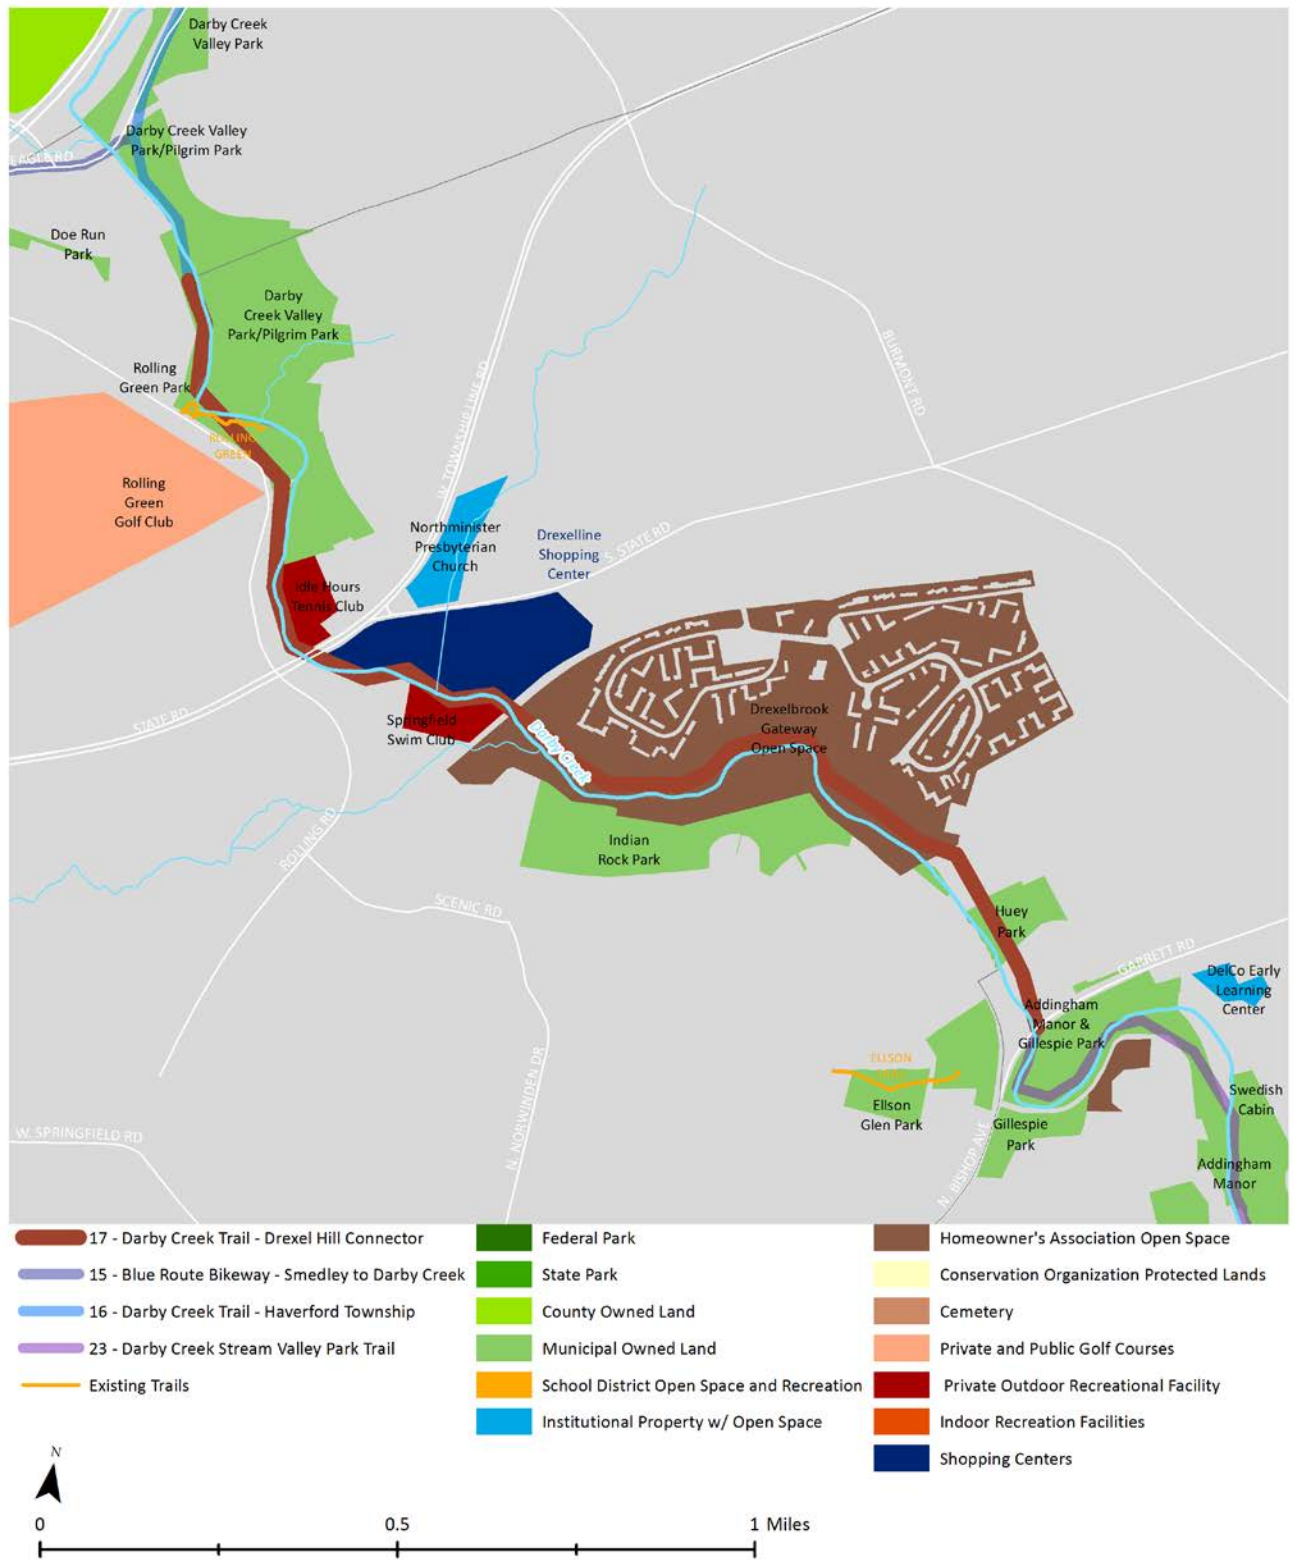 Darby Creek
Valley Park
Darby Creek Valley
Park/Pilgrim Park
EAGLE RD
Doe Run
Park
Darby
Creek Valley
Park/Pilgrim Park
Rolling
Green Park
ROLLING
GREEN
BURMONT RD
W. TOWNSHIP LINE RD
Rolling
Green
Golf Club
Northminister
Presbyterian
Church
Drexelline
Shopping
Center
S. STATE RD
Idle Hours
Tennis Club
STATE RD
Springfield
Swim Club
Darby Creek
Drexelbrook
Gateway
Open Space
ROLLING RD
Indian
Rock Park
SCENIC RD
Huey
Park
GARRETT RD
DelCo Early
Learning
Center
Addingham
Manor &
Gillespie Park
ELLSON
Ellson
Glen Park
N. NORWINDEN DR
Swedish
Cabin
Gillespie
Park
W. SPRINGFIELD RD
N. BISHOP AVE
Addingham
Manor
17 - Darby Creek Trail - Drexel Hill Connector
15 - Blue Route Bikeway - Smedley to Darby Creek
16 - Darby Creek Trail - Haverford Township
23 - Darby Creek Stream Valley Park Trail
Existing Trails
Federal Park
State Park
County Owned Land
Municipal Owned Land
School District Open Space and Recreation
Institutional Property w/ Open Space
Homeowner's Association Open Space
Conservation Organization Protected Lands
Cemetery
Private and Public Golf Courses
Private Outdoor Recreational Facility
Indoor Recreation Facilities
Shopping Centers
N
0 0.5 1 Miles